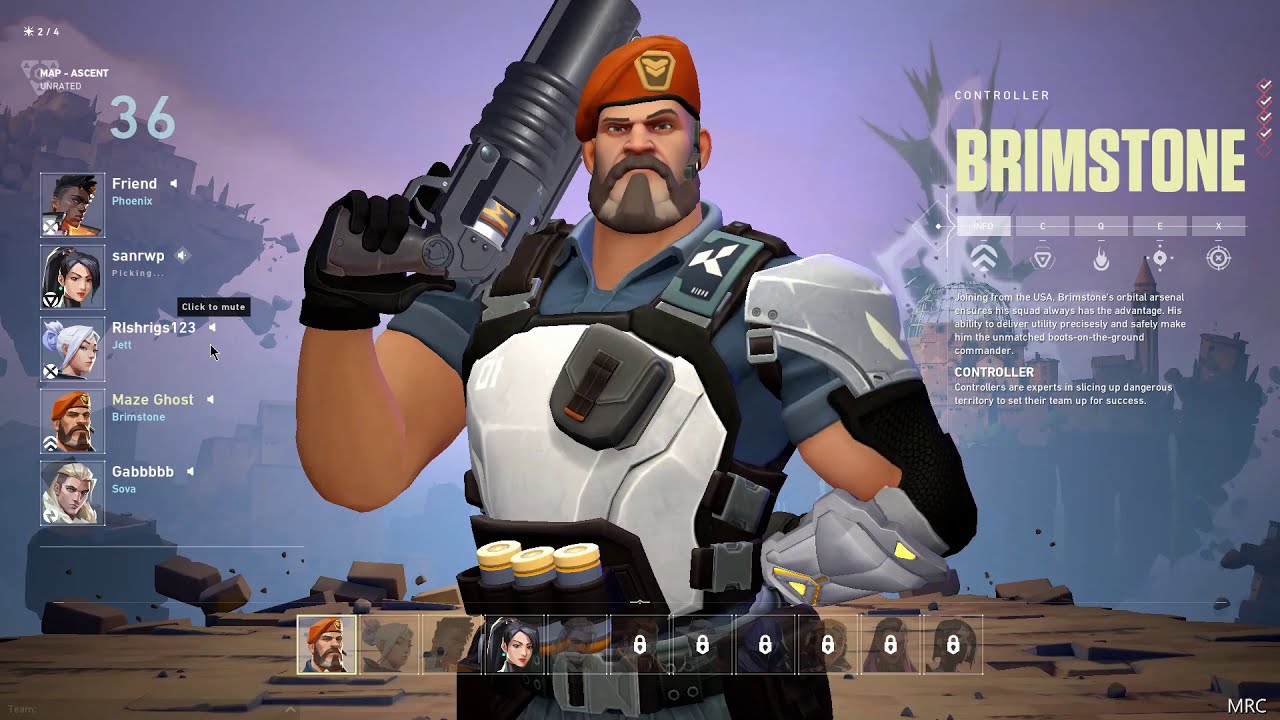 2 / 4
MAP - ASCENT
UNRATED
36
Friend
Phoenix
sanrwp
Picking...
Click to mute
RIshrigs123
Jett
Maze Ghost
Brimstone
Gabbbbb
Sova
Team:
01
CONTROLLER
BRIMSTONE
INFO C Q E X
Joining from the USA, Brimstone's orbital arsenal
ensures his squad always has the advantage. His
ability to deliver utility precisesly and safely make
him the unmatched boots-on-the-ground
commander.
CONTROLLER
Controllers are experts in slicing up dangerous
territory to set their team up for success.
MRC